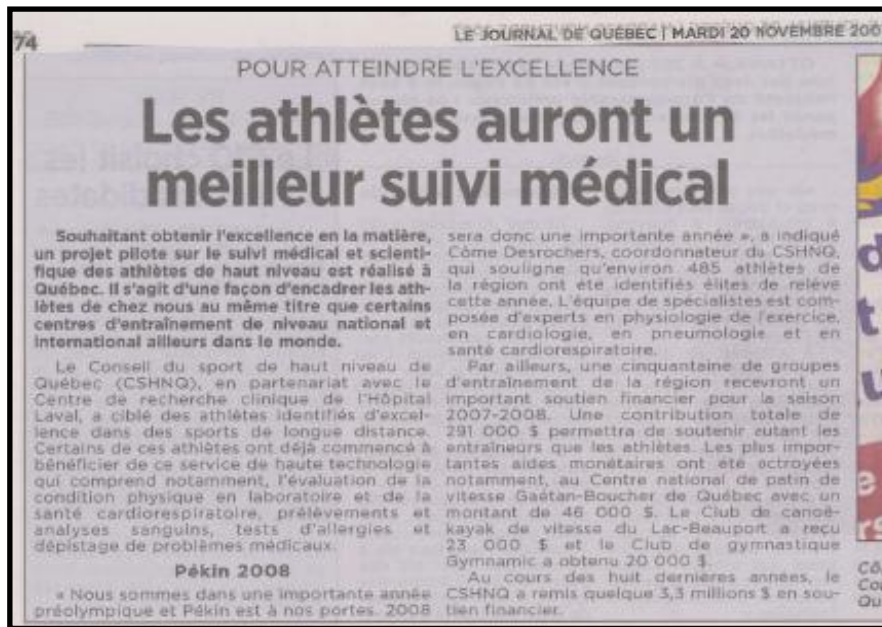 74
LE JOURNAL DE QUÉBEC | MARDI 20 NOVEMBRE 200
POUR ATTEINDRE L'EXCELLENCE
Les athlètes auront un
meilleur suivi médical
Souhaitant obtenir l'excellence en la matière,
un projet pilote sur le suivi médical et scienti-
fique des athlètes de haut niveau est réalisé à
Québec. Il s'agit d'une façon d'encadrer les ath-
lètes de chez nous au même titre que certains
centres d'entraînement de niveau national et
international ailleurs dans le monde.
Le Conseil du sport de haut niveau de
Québec (CSHNQ), en partenariat avec le
Centre de recherche clinique de l'Hôpital
Laval, a ciblé des athlètes identifiés d'excel-
lence dans des sports de longue distance.
Certains de ces athlètes ont déjà commencé à
bénéficier de ce service de haute technologie
qui comprend notamment, l'évaluation de la
condition physique en laboratoire et de la
santé cardiorespiratoire, prélèvements et
analyses sanguins, tests d'allergies et
dépistage de problèmes médicaux.
Pékin 2008
« Nous sommes dans une importante année
préolympique et Pékin est à nos portes. 2008
sera donc une importante année », a indiqué
Côme Desrochers, coordonnateur du CSHNQ,
qui souligne qu'environ 485 athlètes de
la région ont été identifiés élites de relève
cette année. L'équipe de spécialistes est com-
posée d'experts en physiologie de l'exercice,
en cardiologie, en pneumologie et en
santé cardiorespiratoire.
Par ailleurs, une cinquantaine de groupes
d'entraînement de la région recevront un
important soutien financier pour la saison
2007-2008. Une contribution totale de
291 000 $ permettra de soutenir autant les
entraîneurs que les athlètes. Les plus impor-
tantes aides monétaires ont été octroyées
notamment, au Centre national de patin de
vitesse Gaétan-Boucher de Québec avec un
montant de 46 000 $. Le Club de canoë-
kayak de vitesse du Lac-Beauport a reçu
23 000 $ et le Club de gymnastique
Gymnamic a obtenu 20 000 $.
Au cours des huit dernières années, le
CSHNQ a remis quelque 3,3 millions $ en sou-
tien financier.
d
t
u
e
rs
Cô
Co
Qu